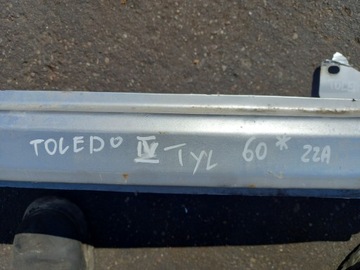 TOLEDO IV TYL 60* 22A